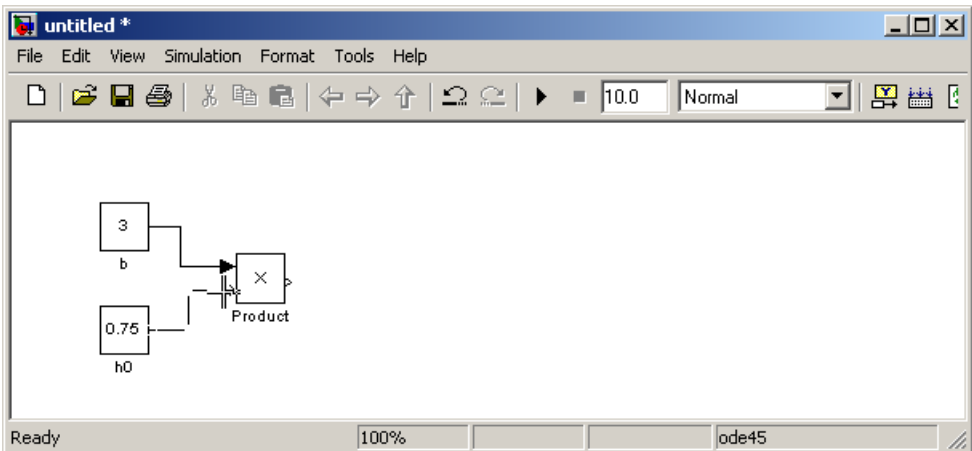 untitled *
File Edit View Simulation Format Tools Help
10.0 Normal
3
b
×
Product
0.75
h0
Ready 100% ode45